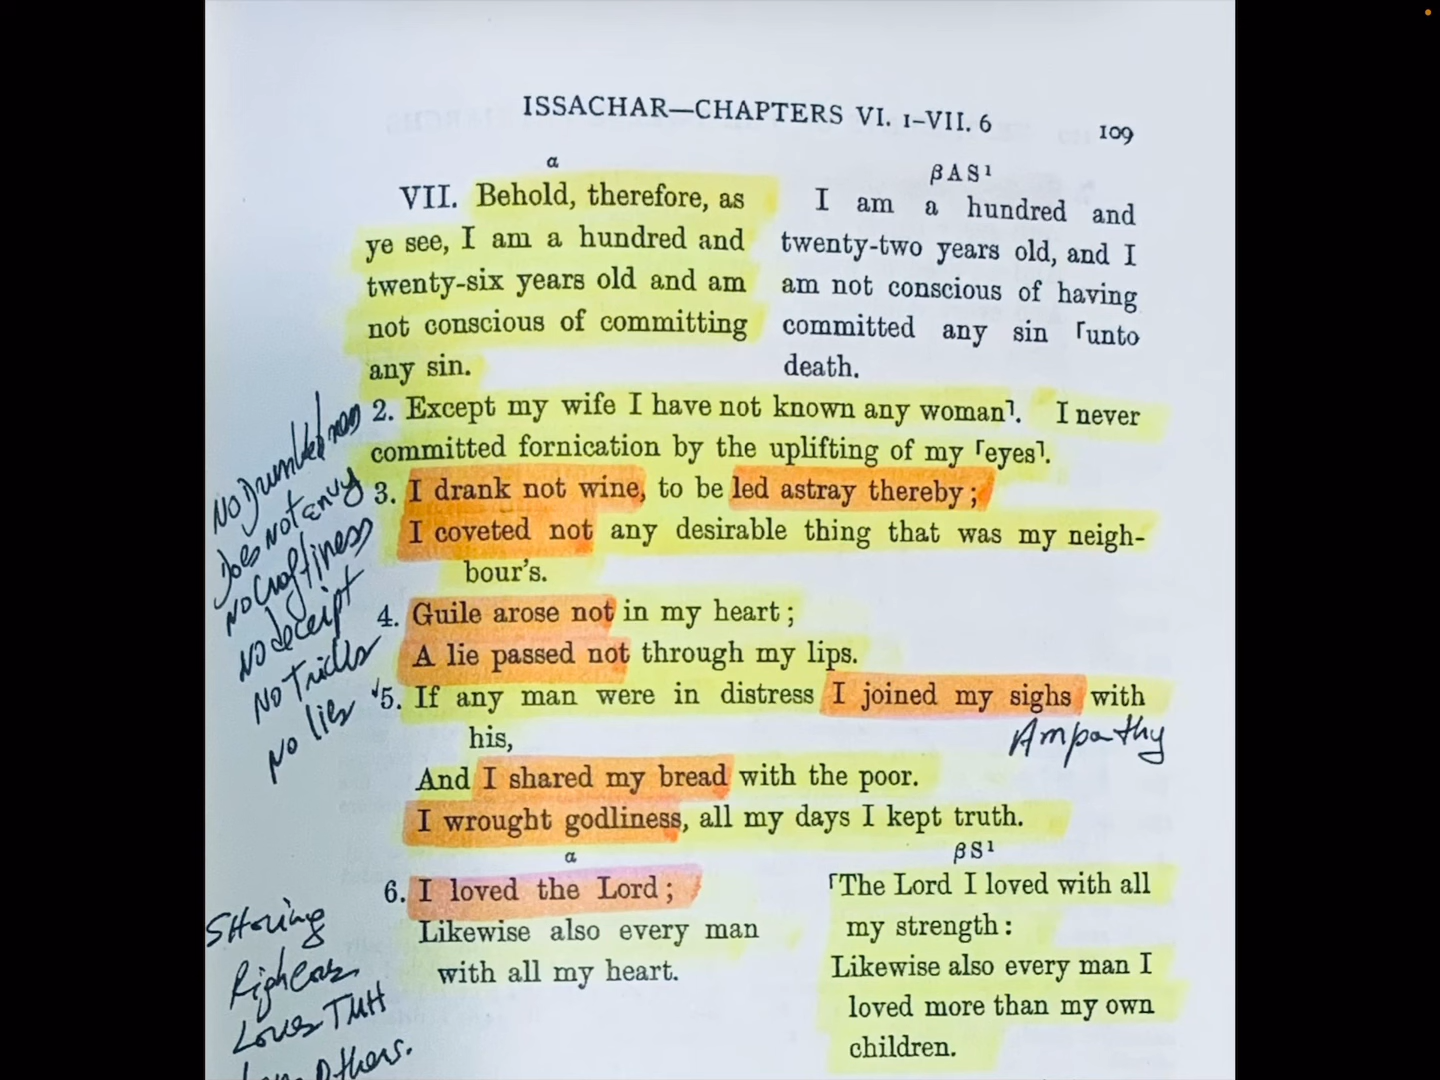 ISSACHAR—CHAPTERS VI. 1–VII. 6
109
α
VII. Behold, therefore, as
ye see, I am a hundred and
twenty-six years old and am
not conscious of committing
any sin.
β A S¹
I am a hundred and
twenty-two years old, and I
am not conscious of having
committed any sin ⸢unto
death.
2. Except my wife I have not known any woman⸣. I never
committed fornication by the uplifting of my ⸢eyes⸣.
3. I drank not wine, to be led astray thereby;
I coveted not any desirable thing that was my neigh-
bour's.
4. Guile arose not in my heart;
A lie passed not through my lips.
5. If any man were in distress I joined my sighs with
his,
And I shared my bread with the poor.
I wrought godliness, all my days I kept truth.
α
6. I loved the Lord;
Likewise also every man
with all my heart.
β S¹
⸢The Lord I loved with all
my strength:
Likewise also every man I
loved more than my own
children.
Does not Envy
No Craftiness
No deceipt
No Tricks
No lies
Ampathy
SHaring
Loves TMH
Others.